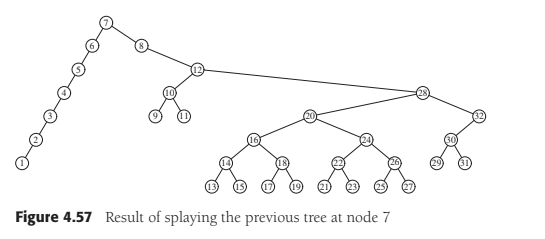 7
6 8
5 12
4 10 28
3 9 11 20 32
2 16 24 30
1 14 18 22 26 29 31
13 15 17 19 21 23 25 27
Figure 4.57 Result of splaying the previous tree at node 7